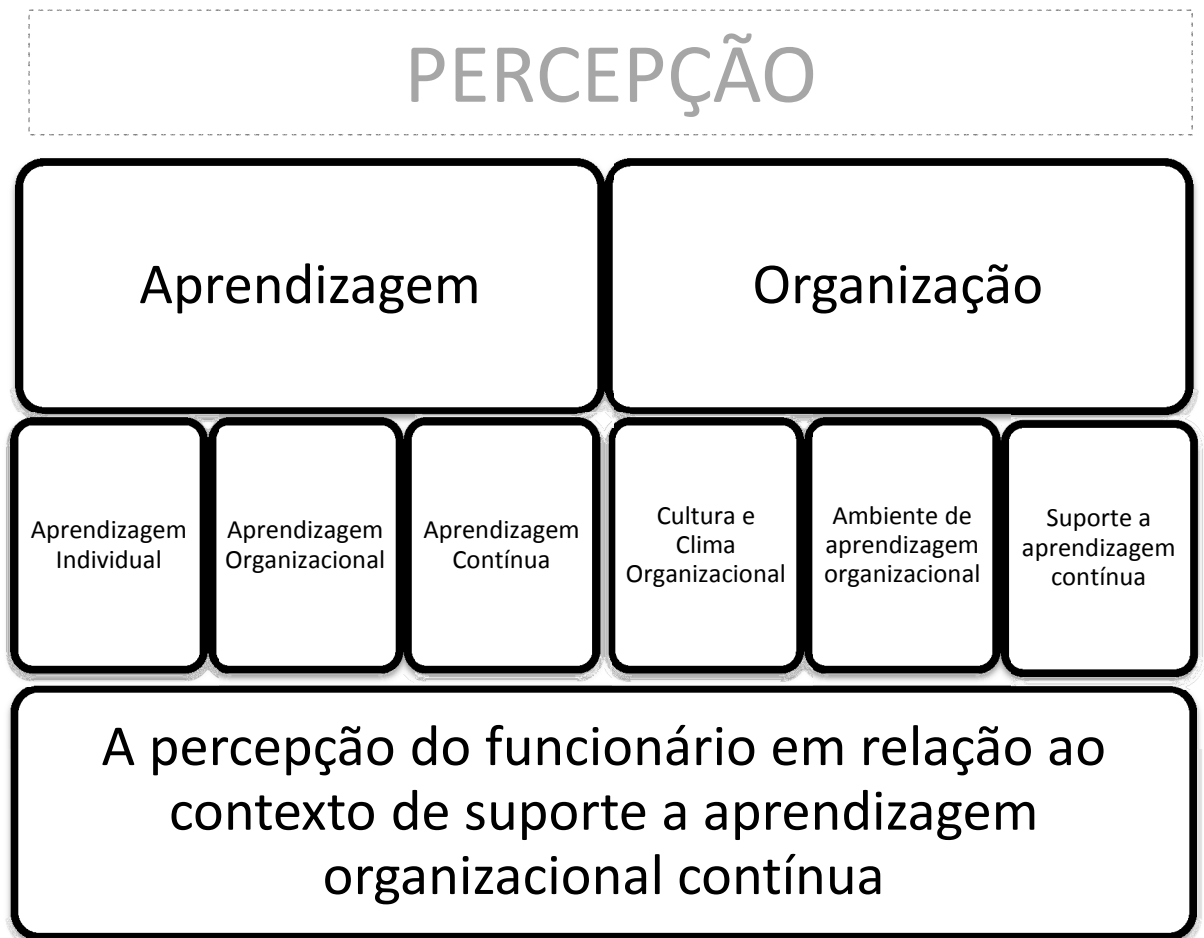 PERCEPÇÃO
Aprendizagem
Organização
Aprendizagem
Individual
Aprendizagem
Organizacional
Aprendizagem
Contínua
Cultura e
Clima
Organizacional
Ambiente de
aprendizagem
organizacional
Suporte a
aprendizagem
contínua
A percepção do funcionário em relação ao
contexto de suporte a aprendizagem
organizacional contínua